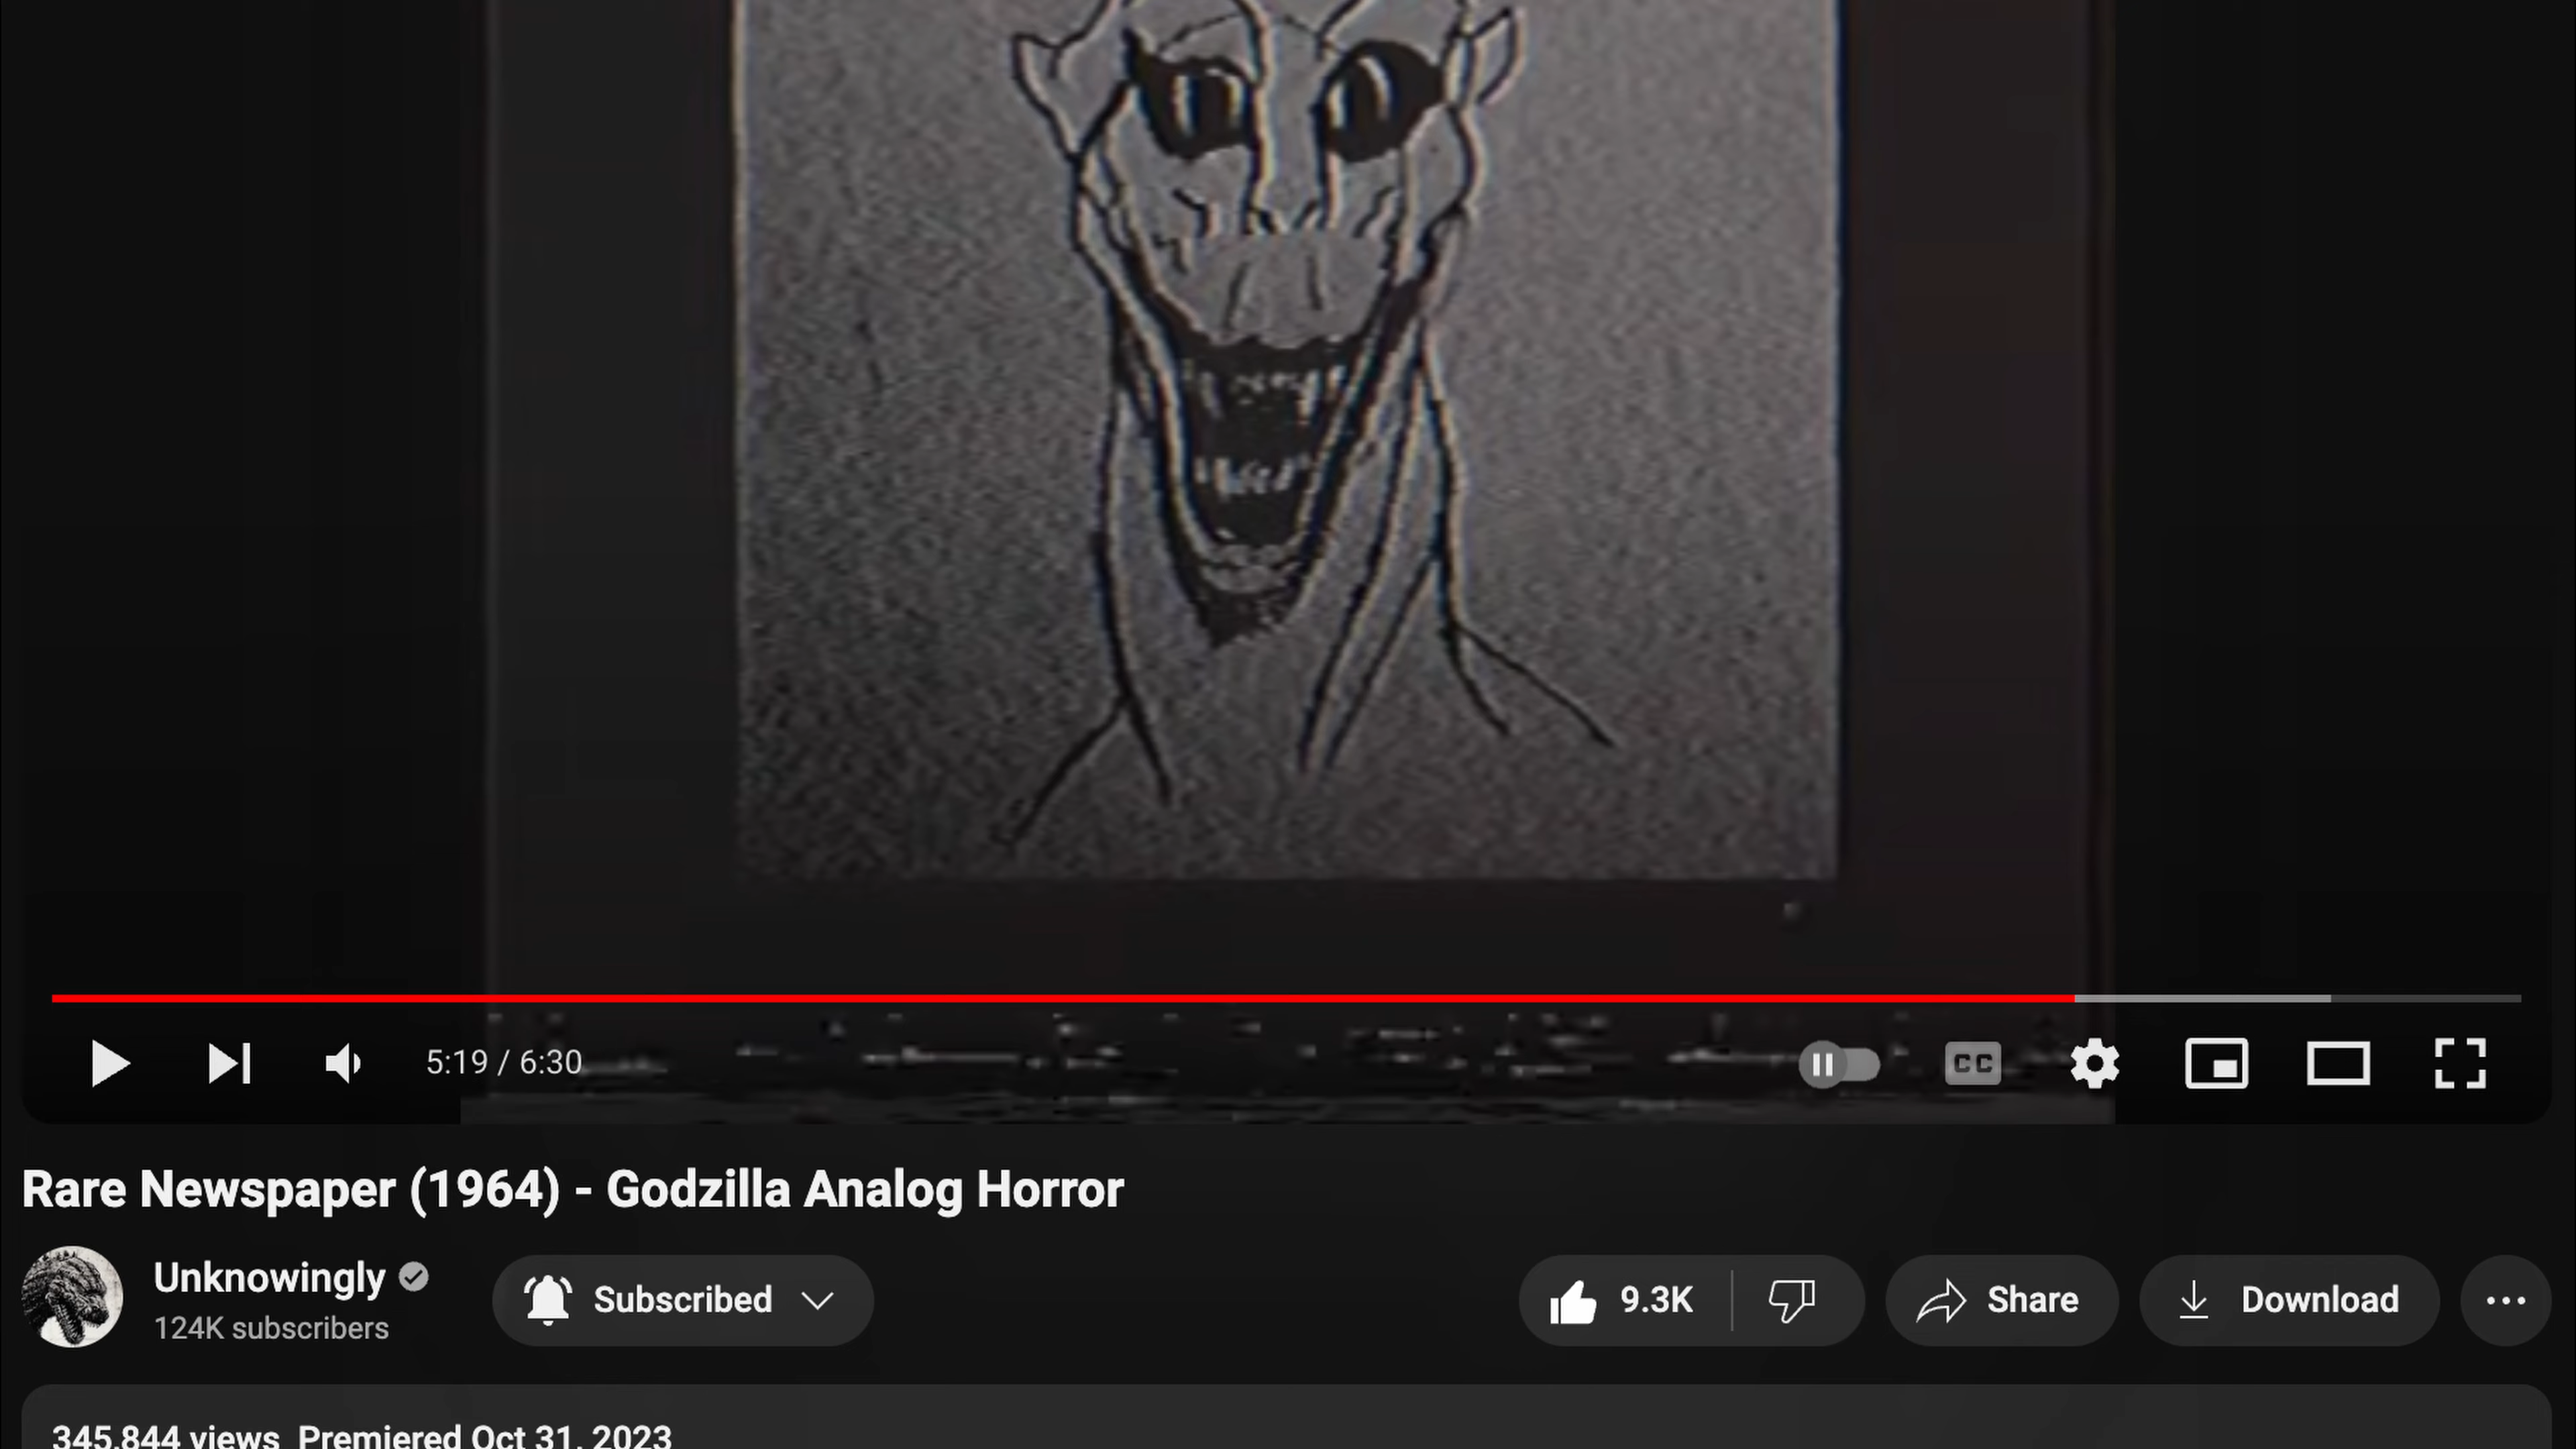 5:19 / 6:30
CC
Rare Newspaper (1964) - Godzilla Analog Horror
Unknowingly
124K subscribers
Subscribed
9.3K
Share
Download
345,844 views Premiered Oct 31, 2023